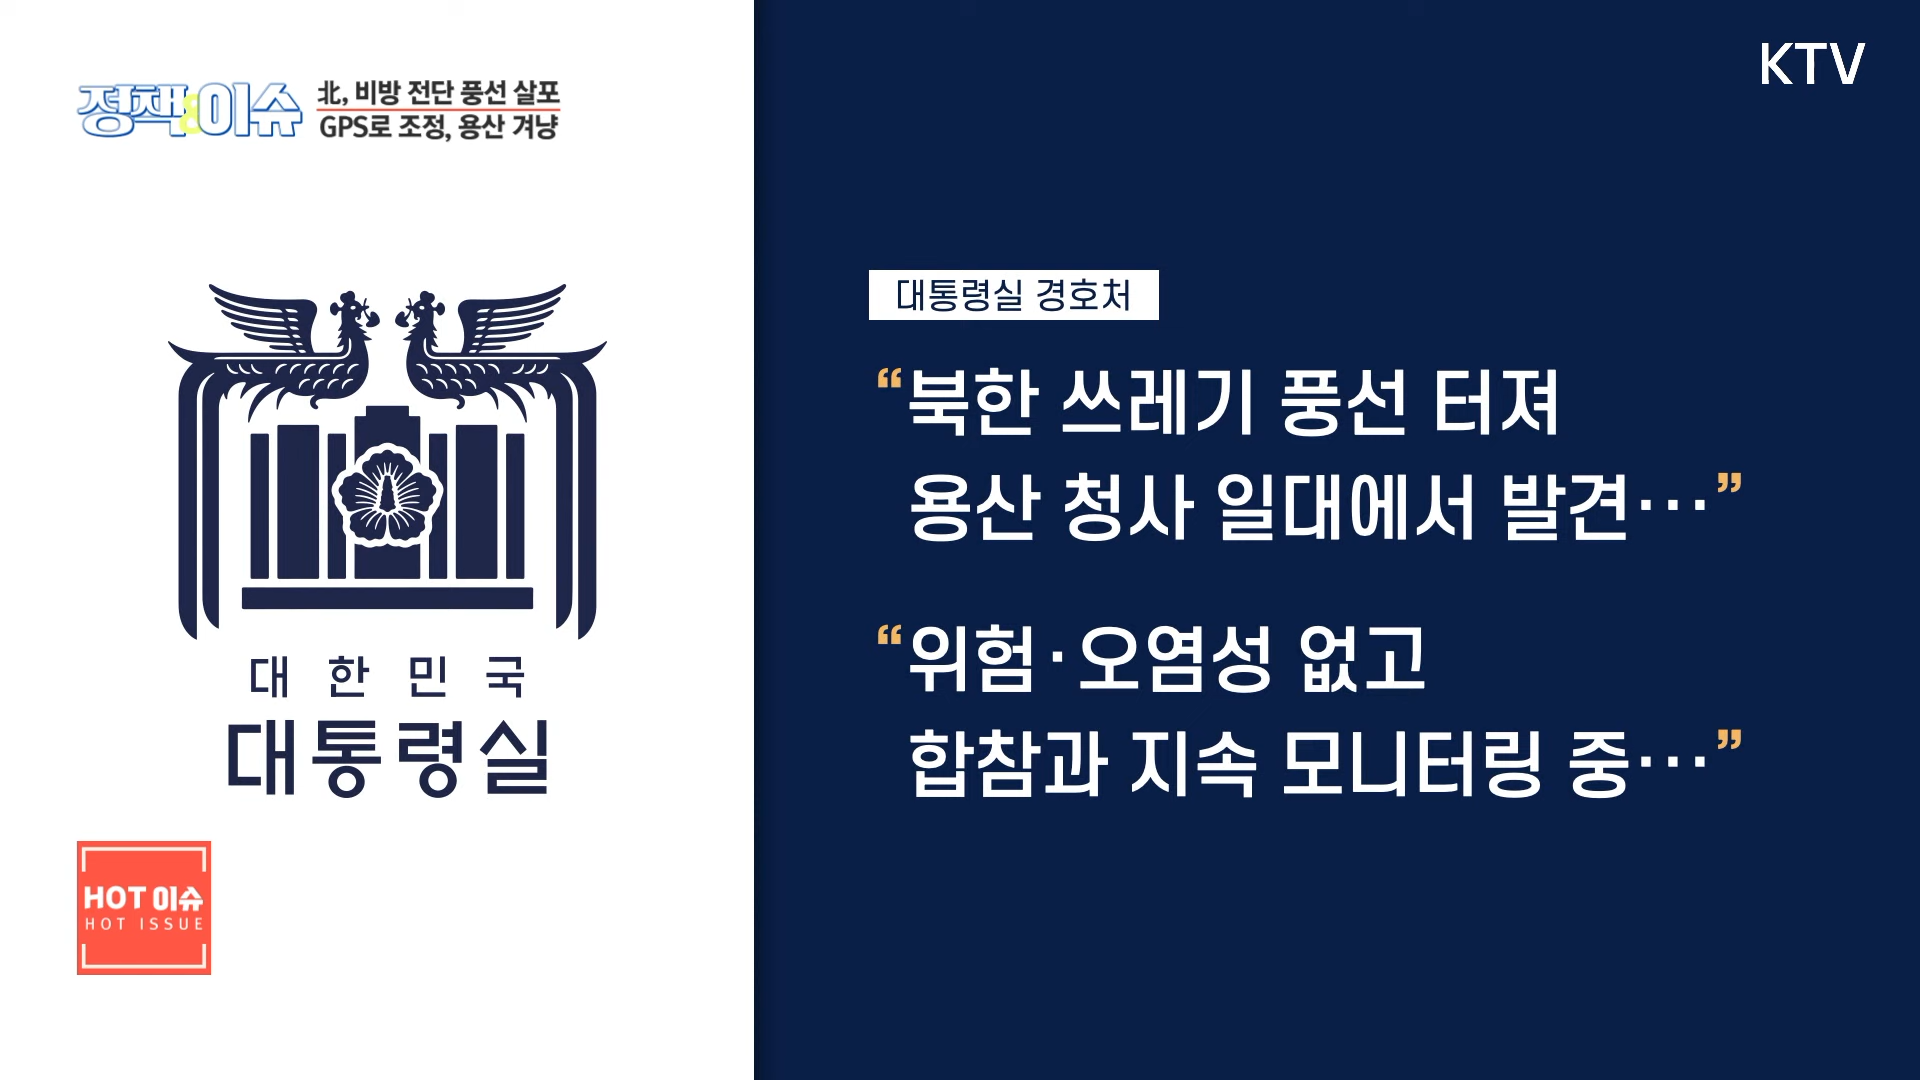 정책&이슈
北, 비방 전단 풍선 살포
GPS로 조정, 용산 겨냥
KTV
대한민국
대통령실
HOT 이슈
HOT ISSUE
대통령실 경호처
“북한 쓰레기 풍선 터져
용산 청사 일대에서 발견…”
“위험·오염성 없고
합참과 지속 모니터링 중…”